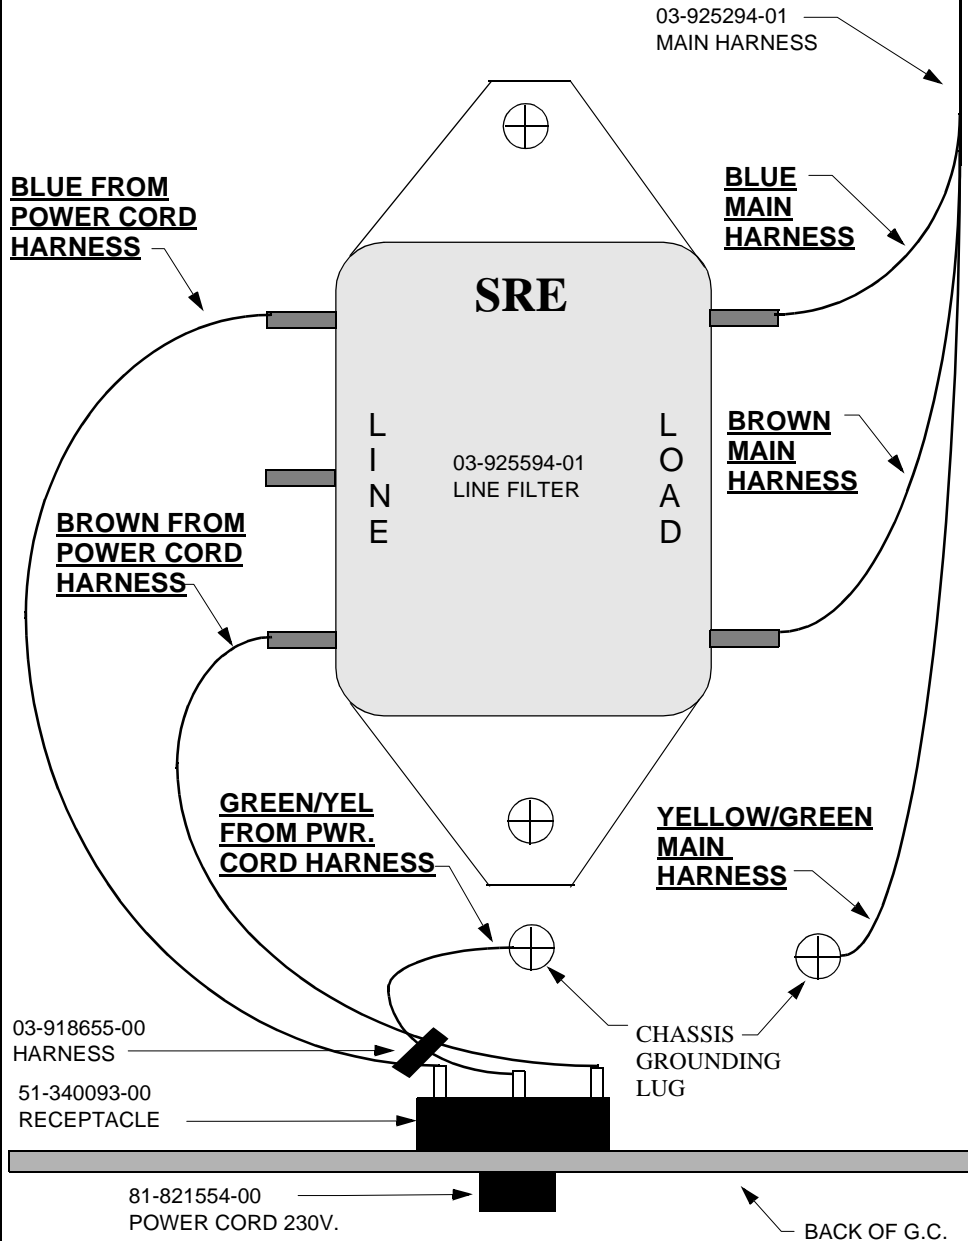 03-925294-01
MAIN HARNESS
BLUE FROM
POWER CORD
HARNESS
BLUE
MAIN
HARNESS
SRE
LINE
03-925594-01
LINE FILTER
LOAD
BROWN
MAIN
HARNESS
BROWN FROM
POWER CORD
HARNESS
GREEN/YEL
FROM PWR.
CORD HARNESS
YELLOW/GREEN
MAIN
HARNESS
03-918655-00
HARNESS
CHASSIS
GROUNDING
LUG
51-340093-00
RECEPTACLE
81-821554-00
POWER CORD 230V.
BACK OF G.C.